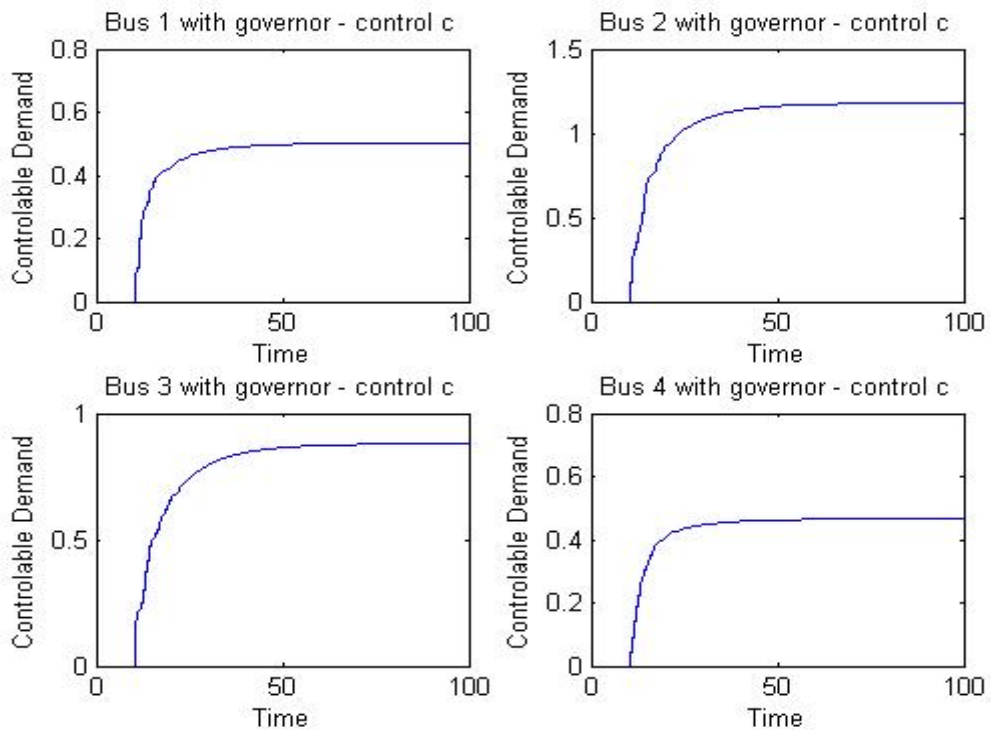 Bus 1 with governor - control c
0.8
0.6
0.4
0.2
0
Controlable Demand
0
50
100
Time
Bus 2 with governor - control c
1.5
1
0.5
0
Controlable Demand
0
50
100
Time
Bus 3 with governor - control c
1
0.5
0
Controlable Demand
0
50
100
Time
Bus 4 with governor - control c
0.8
0.6
0.4
0.2
0
Controlable Demand
0
50
100
Time